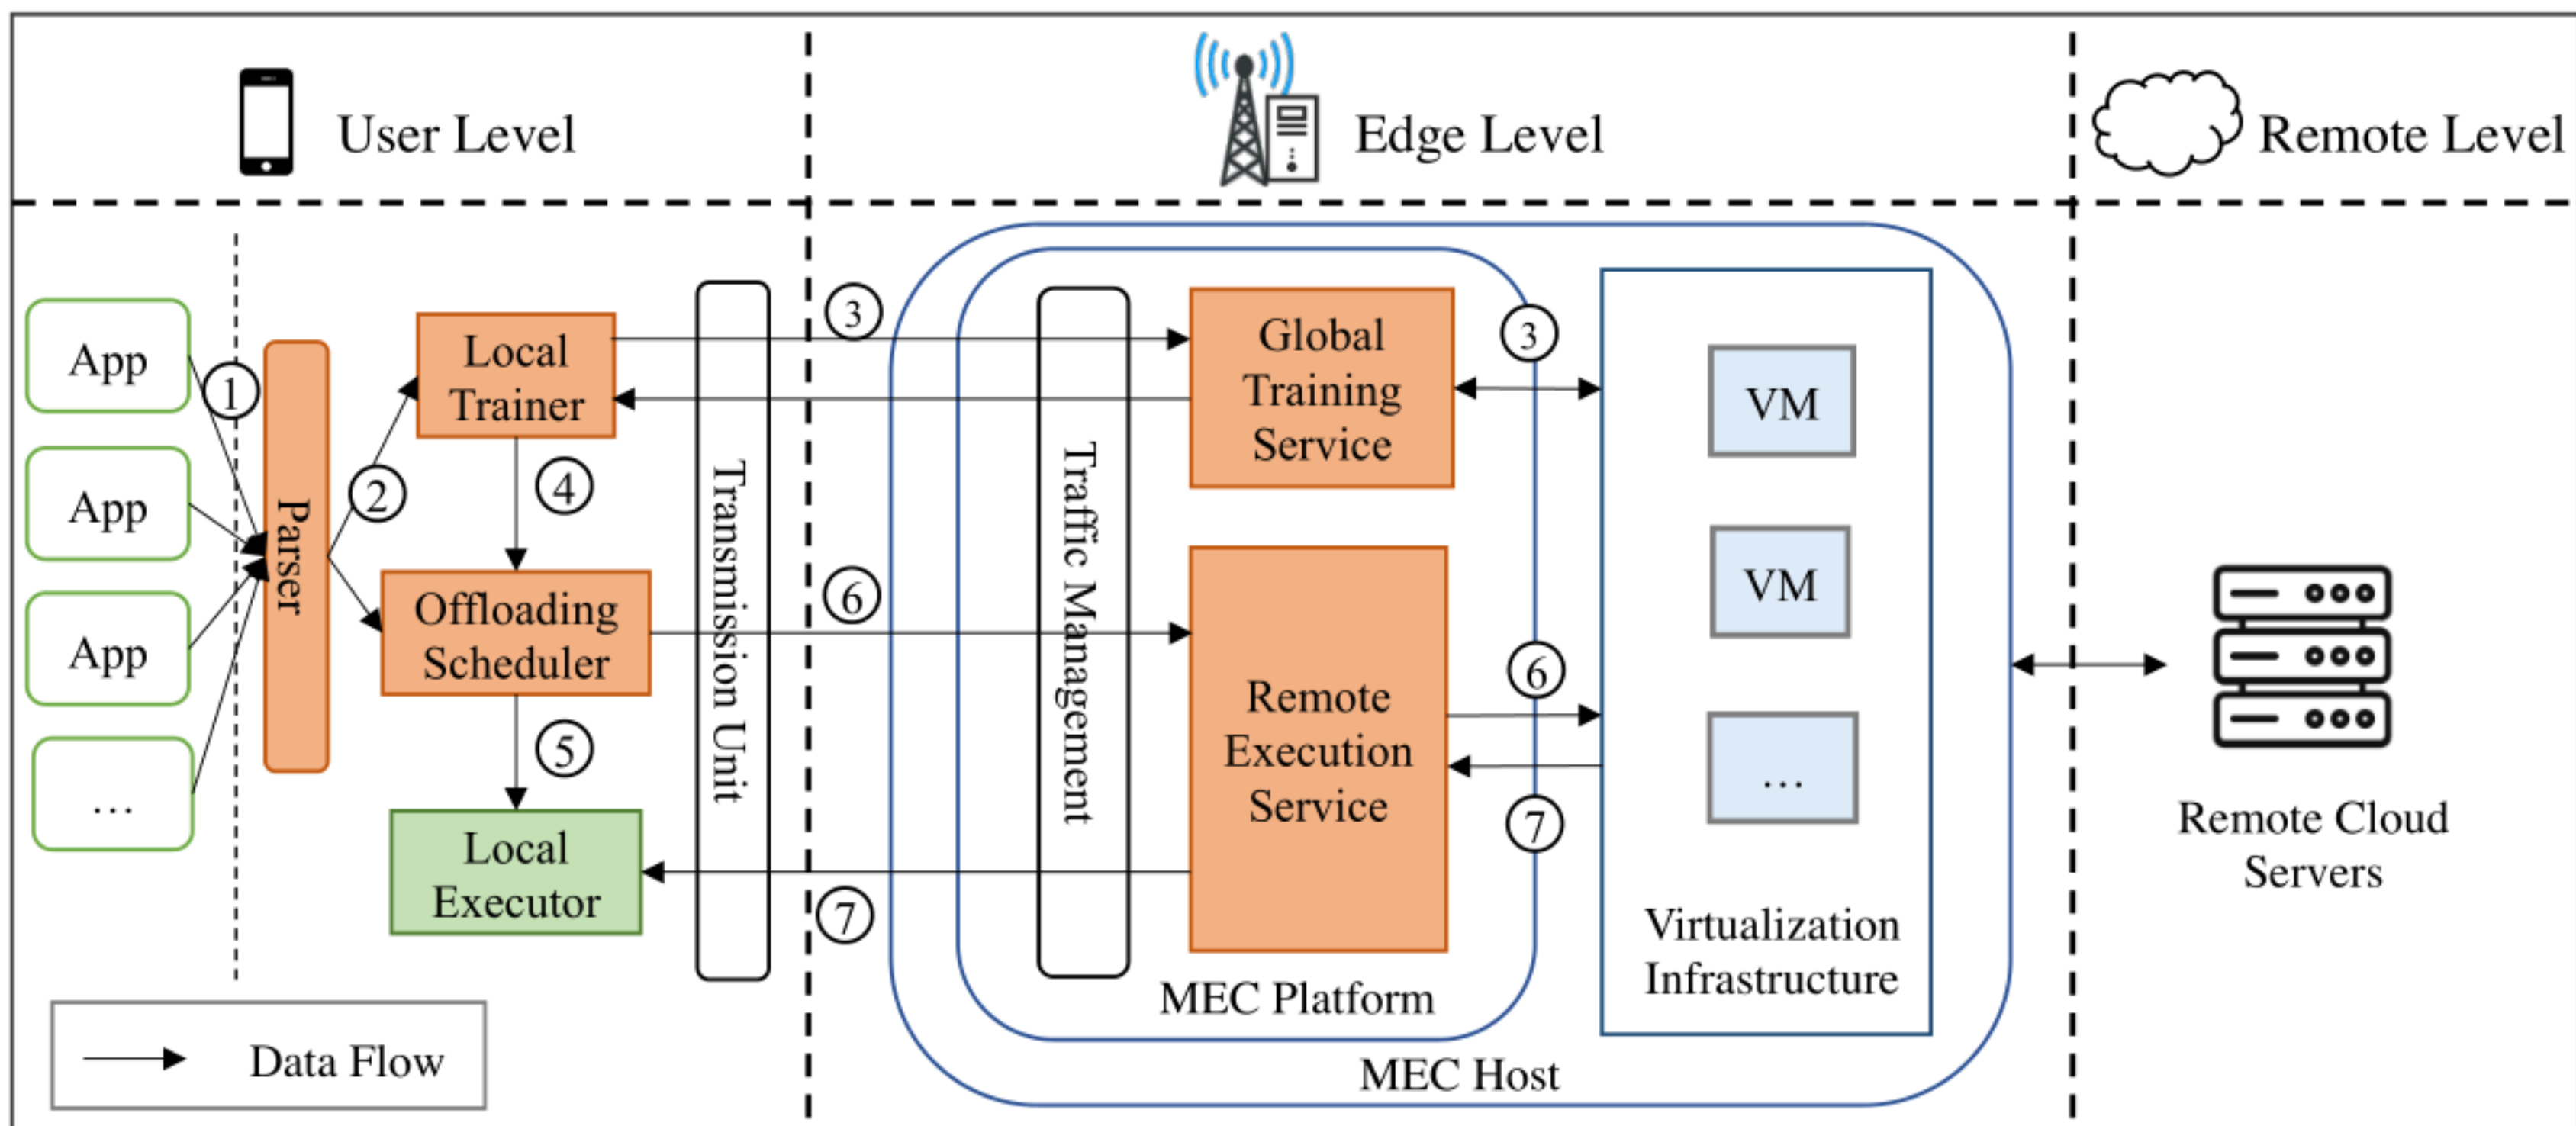 User Level
Edge Level
Remote Level
App
App
App
...
1
Parser
2
Local
Trainer
4
Offloading
Scheduler
5
Local
Executor
Transmission Unit
3
6
7
Traffic Management
Global
Training
Service
Remote
Execution
Service
MEC Platform
3
6
7
VM
VM
...
Virtualization
Infrastructure
MEC Host
Remote Cloud
Servers
Data Flow